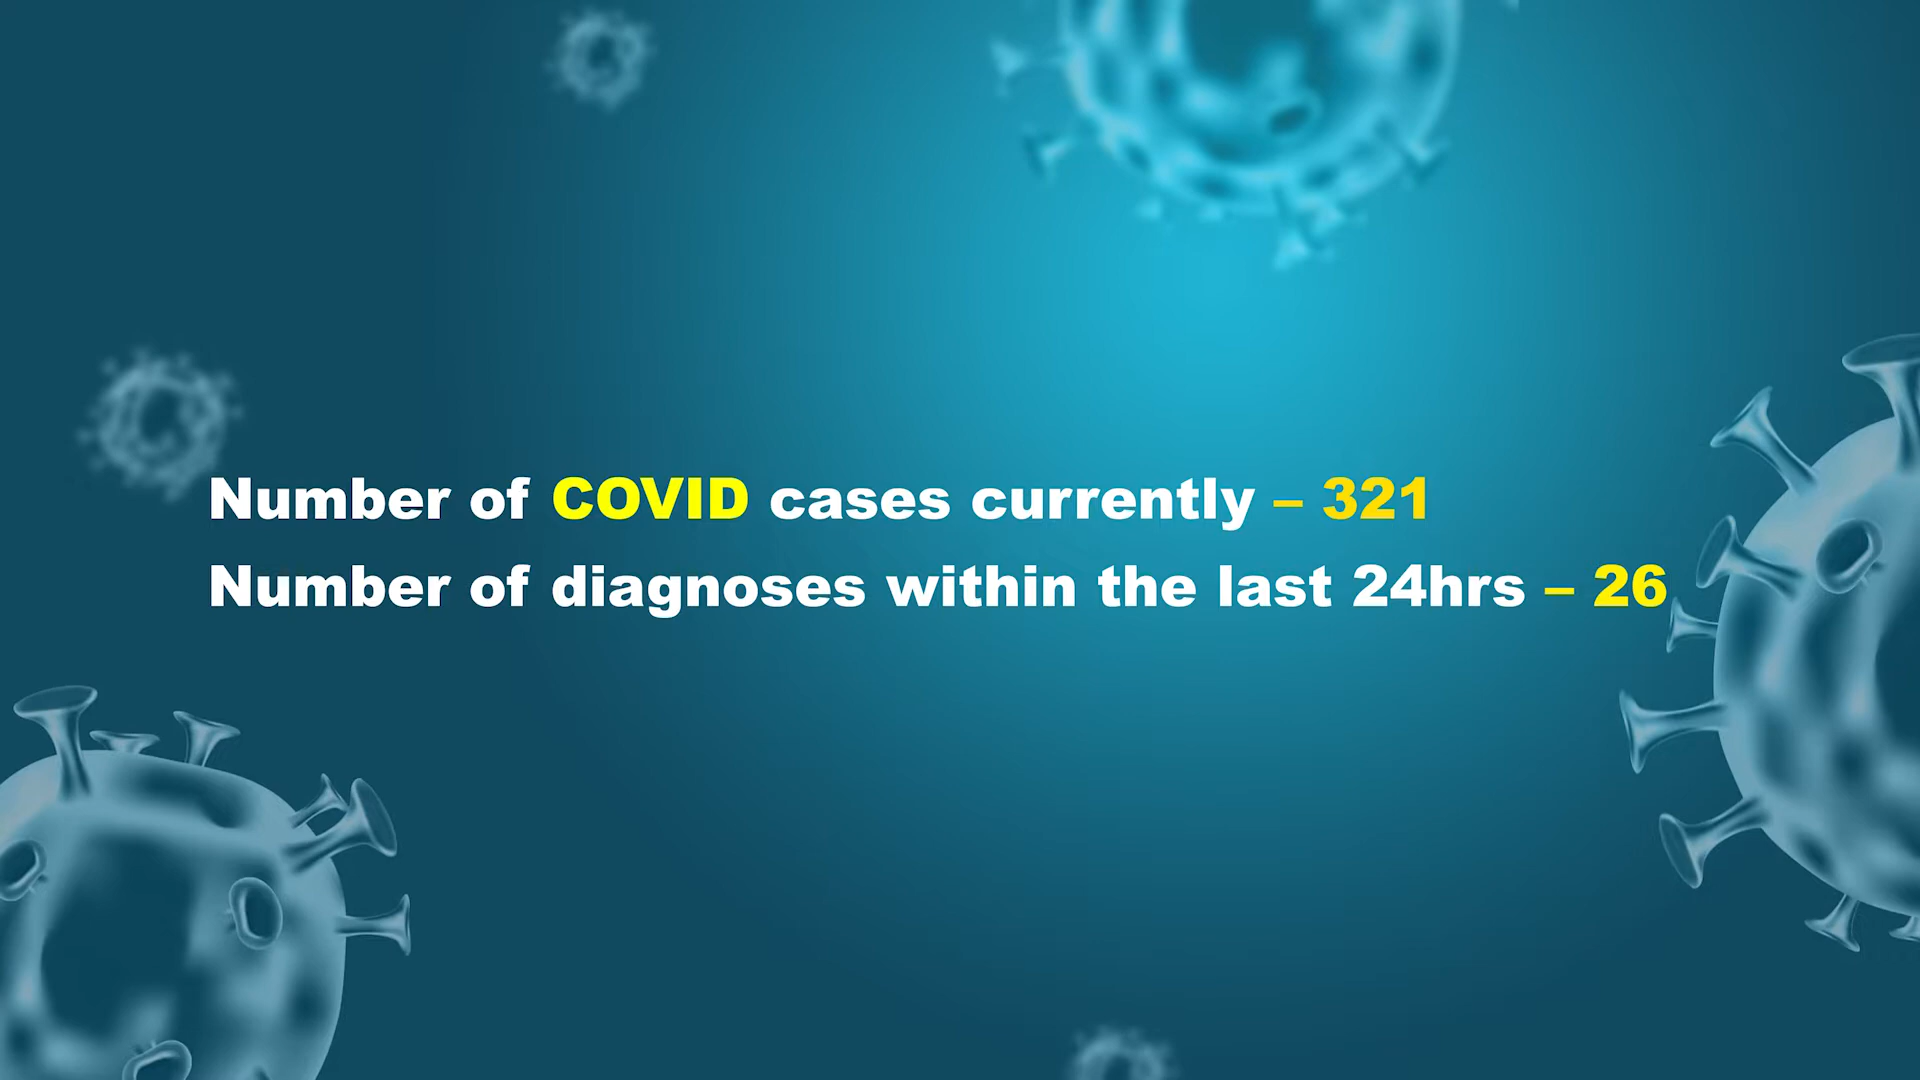 Number of COVID cases currently – 321
Number of diagnoses within the last 24hrs – 26